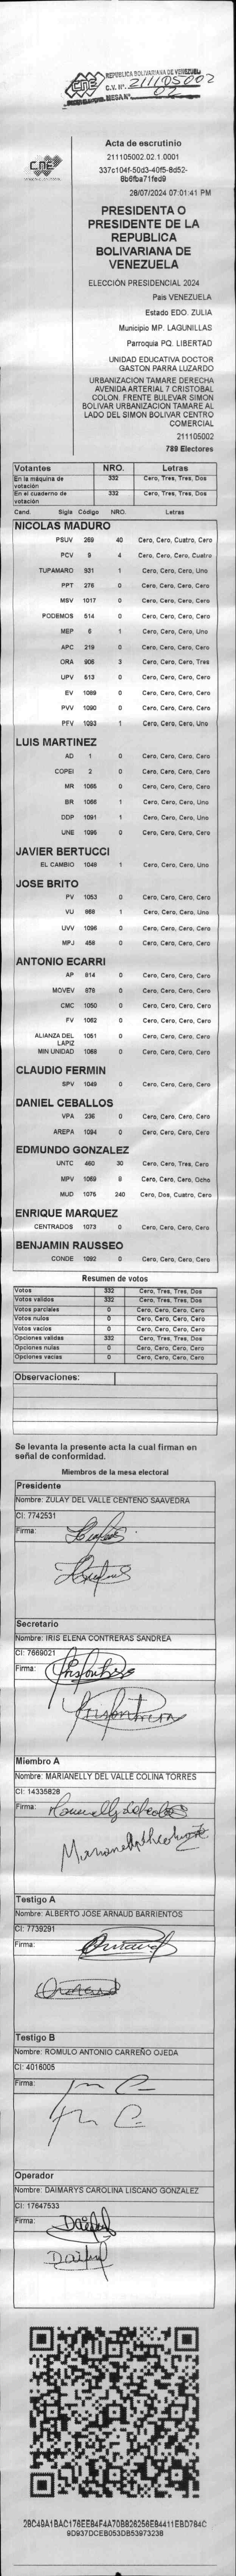 REPUBLICA BOLIVARIANA DE VENEZUELA
C.V. Nº. 211105002
MESA Nº 02
CNE
Acta de escrutinio
211105002.02.1.0001
337c104f-50d3-40f5-8d52-
8b6fba71fed9
28/07/2024 07:01:41 PM
PRESIDENTA O
PRESIDENTE DE LA
REPUBLICA
BOLIVARIANA DE
VENEZUELA
ELECCIÓN PRESIDENCIAL 2024
Pais VENEZUELA
Estado EDO. ZULIA
Municipio MP. LAGUNILLAS
Parroquia PQ. LIBERTAD
UNIDAD EDUCATIVA DOCTOR
GASTON PARRA LUZARDO
URBANIZACION TAMARE DERECHA
AVENIDA ARTERIAL 7 CRISTOBAL
COLON. FRENTE BULEVAR SIMON
BOLIVAR URBANIZACION TAMARE AL
LADO DEL SIMON BOLIVAR CENTRO
COMERCIAL
211105002
789 Electores
Votantes NRO. Letras
En la máquina de votación 332 Cero, Tres, Tres, Dos
En el cuaderno de votación 332 Cero, Tres, Tres, Dos
Cand. Sigla Código NRO. Letras
NICOLAS MADURO
PSUV 269 40 Cero, Cero, Cuatro, Cero
PCV 9 4 Cero, Cero, Cero, Cuatro
TUPAMARO 931 1 Cero, Cero, Cero, Uno
PPT 276 0 Cero, Cero, Cero, Cero
MSV 1017 0 Cero, Cero, Cero, Cero
PODEMOS 514 0 Cero, Cero, Cero, Cero
MEP 6 1 Cero, Cero, Cero, Uno
APC 219 0 Cero, Cero, Cero, Cero
ORA 906 3 Cero, Cero, Cero, Tres
UPV 613 0 Cero, Cero, Cero, Cero
EV 1089 0 Cero, Cero, Cero, Cero
PVV 1090 0 Cero, Cero, Cero, Cero
PFV 1093 1 Cero, Cero, Cero, Uno
LUIS MARTINEZ
AD 1 0 Cero, Cero, Cero, Cero
COPEI 2 0 Cero, Cero, Cero, Cero
MR 1065 0 Cero, Cero, Cero, Cero
BR 1066 1 Cero, Cero, Cero, Uno
DDP 1091 1 Cero, Cero, Cero, Uno
UNE 1095 0 Cero, Cero, Cero, Cero
JAVIER BERTUCCI
EL CAMBIO 1048 1 Cero, Cero, Cero, Uno
JOSE BRITO
PV 1053 0 Cero, Cero, Cero, Cero
VU 868 1 Cero, Cero, Cero, Uno
UVV 1096 0 Cero, Cero, Cero, Cero
MPJ 456 0 Cero, Cero, Cero, Cero
ANTONIO ECARRI
AP 814 0 Cero, Cero, Cero, Cero
MOVEV 878 0 Cero, Cero, Cero, Cero
CMC 1050 0 Cero, Cero, Cero, Cero
FV 1062 0 Cero, Cero, Cero, Cero
ALIANZA DEL LAPIZ 1051 0 Cero, Cero, Cero, Cero
MIN UNIDAD 1068 0 Cero, Cero, Cero, Cero
CLAUDIO FERMIN
SPV 1049 0 Cero, Cero, Cero, Cero
DANIEL CEBALLOS
VPA 236 0 Cero, Cero, Cero, Cero
AREPA 1094 0 Cero, Cero, Cero, Cero
EDMUNDO GONZALEZ
UNTC 460 30 Cero, Cero, Tres, Cero
MPV 1069 8 Cero, Cero, Cero, Ocho
MUD 1075 240 Cero, Dos, Cuatro, Cero
ENRIQUE MARQUEZ
CENTRADOS 1073 0 Cero, Cero, Cero, Cero
BENJAMIN RAUSSEO
CONDE 1092 0 Cero, Cero, Cero, Cero
Resumen de votos
Votos 332 Cero, Tres, Tres, Dos
Votos validos 332 Cero, Tres, Tres, Dos
Votos parciales 0 Cero, Cero, Cero, Cero
Votos nulos 0 Cero, Cero, Cero, Cero
Votos vacios 0 Cero, Cero, Cero, Cero
Opciones validas 332 Cero, Tres, Tres, Dos
Opciones nulas 0 Cero, Cero, Cero, Cero
Opciones vacias 0 Cero, Cero, Cero, Cero
Observaciones:
Se levanta la presente acta la cual firman en
señal de conformidad.
Miembros de la mesa electoral
Presidente
Nombre: ZULAY DEL VALLE CENTENO SAAVEDRA
CI: 7742531
Firma:
Secretario
Nombre: IRIS ELENA CONTRERAS SANDREA
CI: 7669021
Firma:
Miembro A
Nombre: MARIANELLY DEL VALLE COLINA TORRES
CI: 14335828
Firma:
Testigo A
Nombre: ALBERTO JOSE ARNAUD BARRIENTOS
CI: 7739291
Firma:
Testigo B
Nombre: ROMULO ANTONIO CARREÑO OJEDA
CI: 4016005
Firma:
Operador
Nombre: DAIMARYS CAROLINA LISCANO GONZALEZ
CI: 17647533
Firma:
28C4DA1BAC176EEB4F4A70BB26256E84411EBD784C
9D937DCEB053DB53973238